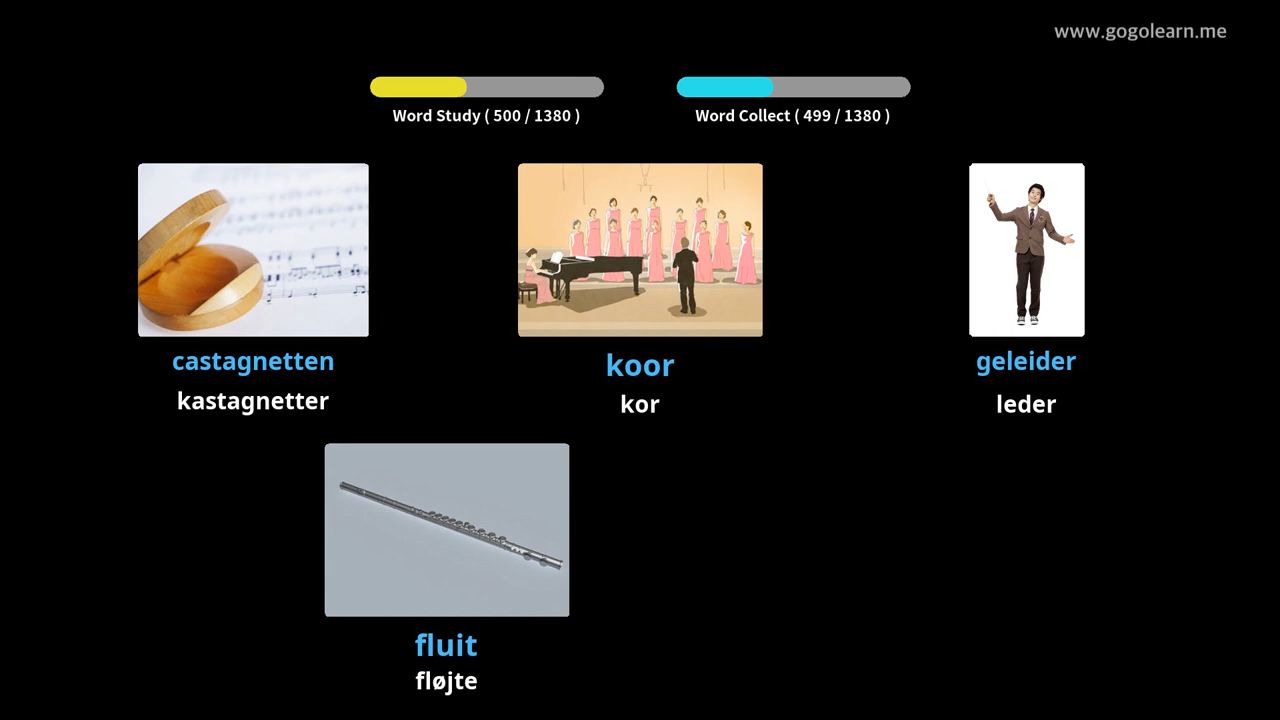 www.gogolearn.me
Word Study ( 500 / 1380 )
Word Collect ( 499 / 1380 )
castagnetten
koor
geleider
kastagnetter
kor
leder
fluit
fløjte